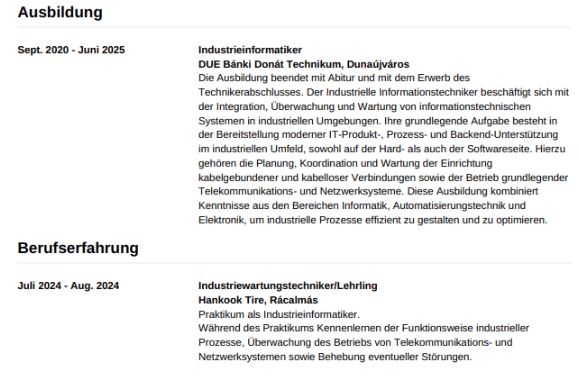 Ausbildung
Sept. 2020 - Juni 2025
Industrieinformatiker
DUE Bánki Donát Technikum, Dunaújváros
Die Ausbildung beendet mit Abitur und mit dem Erwerb des
Technikerabschlusses. Der Industrielle Informationstechniker beschäftigt sich mit
der Integration, Überwachung und Wartung von informationstechnischen
Systemen in industriellen Umgebungen. Ihre grundlegende Aufgabe besteht in
der Bereitstellung moderner IT-Produkt-, Prozess- und Backend-Unterstützung
im industriellen Umfeld, sowohl auf der Hard- als auch der Softwareseite. Hierzu
gehören die Planung, Koordination und Wartung der Einrichtung
kabelgebundener und kabelloser Verbindungen sowie der Betrieb grundlegender
Telekommunikations- und Netzwerksysteme. Diese Ausbildung kombiniert
Kenntnisse aus den Bereichen Informatik, Automatisierungstechnik und
Elektronik, um industrielle Prozesse effizient zu gestalten und zu optimieren.
Berufserfahrung
Juli 2024 - Aug. 2024
Industriewartungstechniker/Lehrling
Hankook Tire, Rácalmás
Praktikum als Industrieinformatiker.
Während des Praktikums Kennenlernen der Funktionsweise industrieller
Prozesse, Überwachung des Betriebs von Telekommunikations- und
Netzwerksystemen sowie Behebung eventueller Störungen.